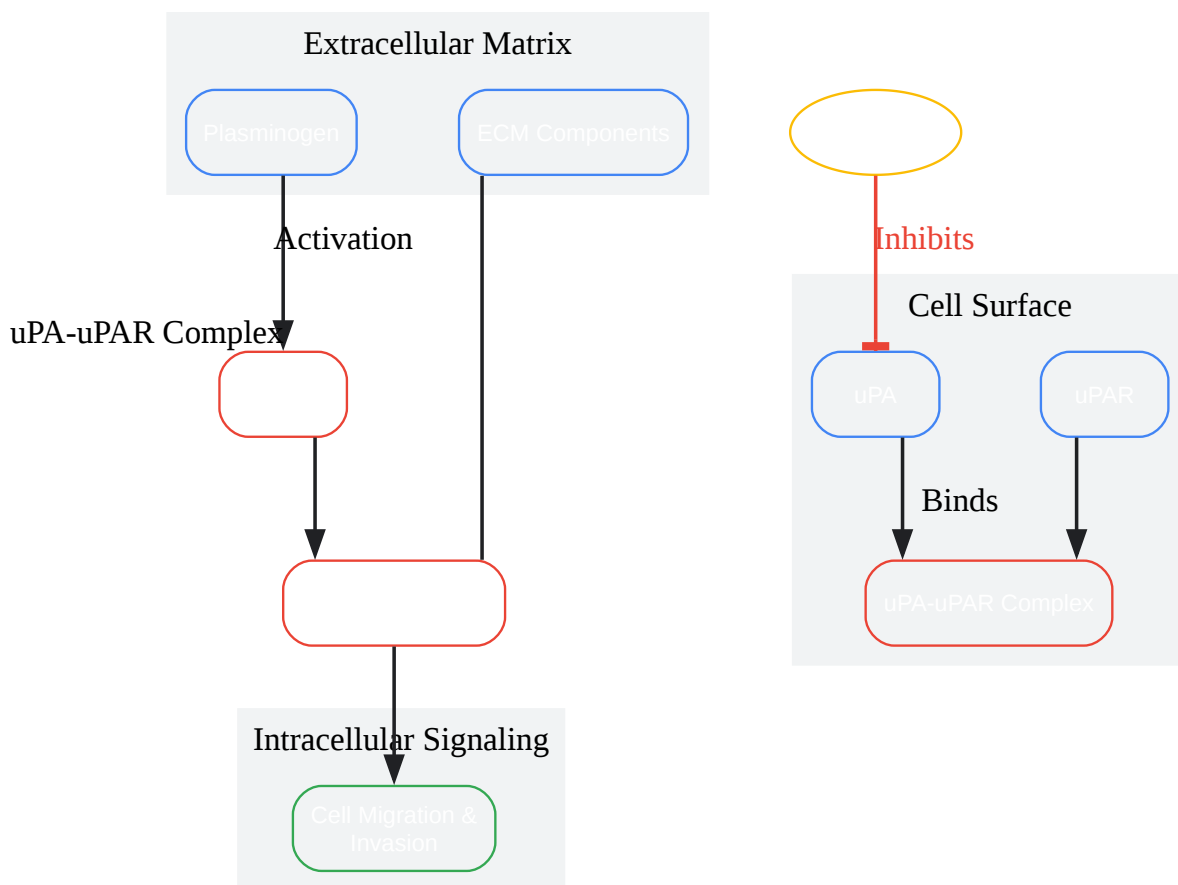 Extracellular Matrix
Plasminogen
ECM Components
Activation
Inhibits
uPA-uPAR Complex
Cell Surface
uPA
uPAR
Binds
uPA-uPAR Complex
Intracellular Signaling
Cell Migration &
Invasion